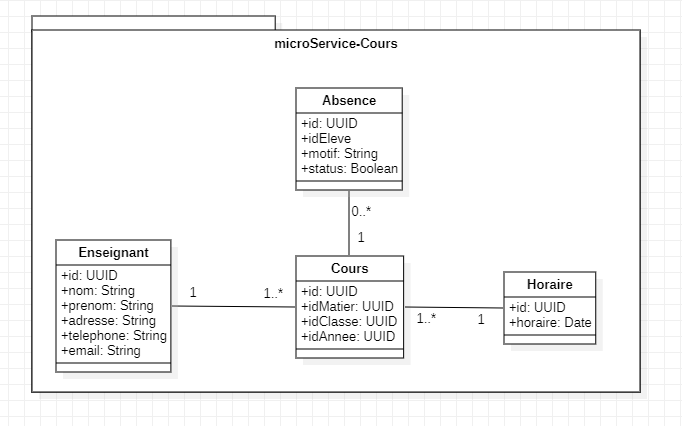 microService-Cours
Absence
+id: UUID
+idEleve
+motif: String
+status: Boolean
0..*
1
Enseignant
+id: UUID
+nom: String
+prenom: String
+adresse: String
+telephone: String
+email: String
1
1..*
Cours
+id: UUID
+idMatier: UUID
+idClasse: UUID
+idAnnee: UUID
1..*
1
Horaire
+id: UUID
+horaire: Date